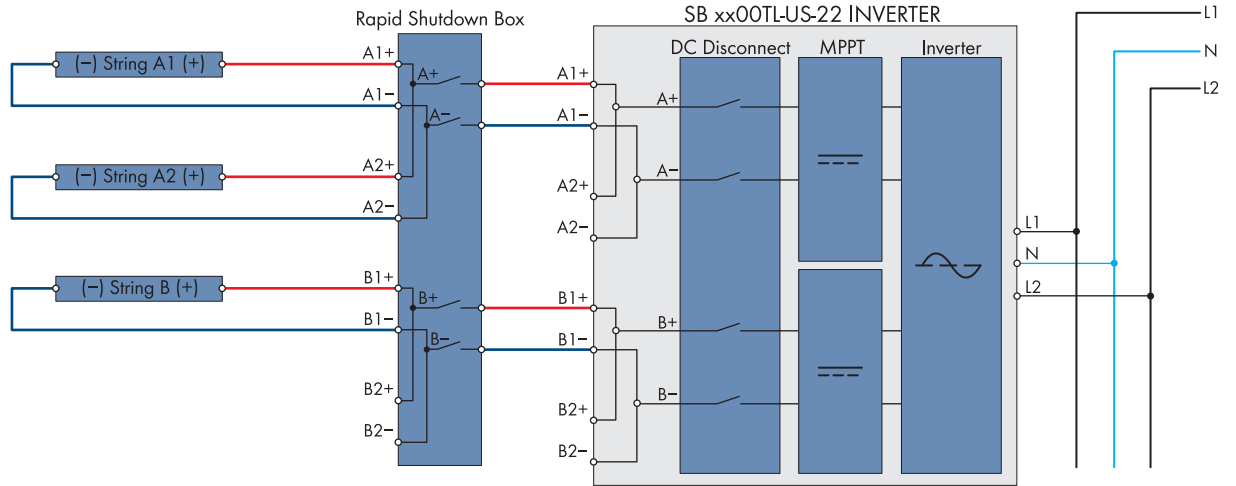 Rapid Shutdown Box
SB xx00TL-US-22 INVERTER
L1
N
L2
DC Disconnect
MPPT
Inverter
(−) String A1 (+)
A1+
A+
A1−
A−
(−) String A2 (+)
A2+
A2−
(−) String B (+)
B1+
B+
B1−
B−
B2+
B2−
A1+
A+
A1−
A−
A2+
A2−
B1+
B+
B1−
B−
B2+
B2−
L1
N
L2